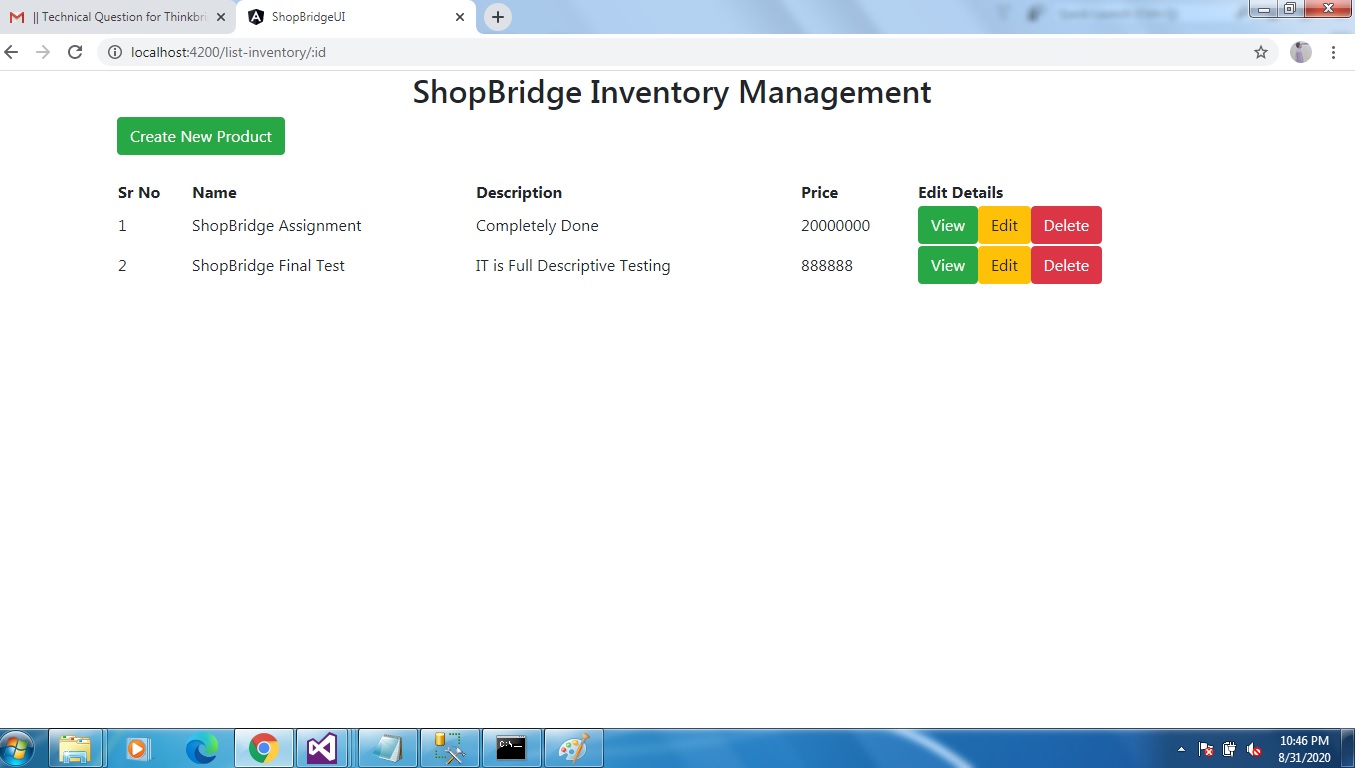 || Technical Question for Thinkbri
ShopBridgeUI
localhost:4200/list-inventory/:id
ShopBridge Inventory Management
Create New Product
Sr No Name Description Price Edit Details
1 ShopBridge Assignment Completely Done 20000000 View Edit Delete
2 ShopBridge Final Test IT is Full Descriptive Testing 888888 View Edit Delete
10:46 PM
8/31/2020